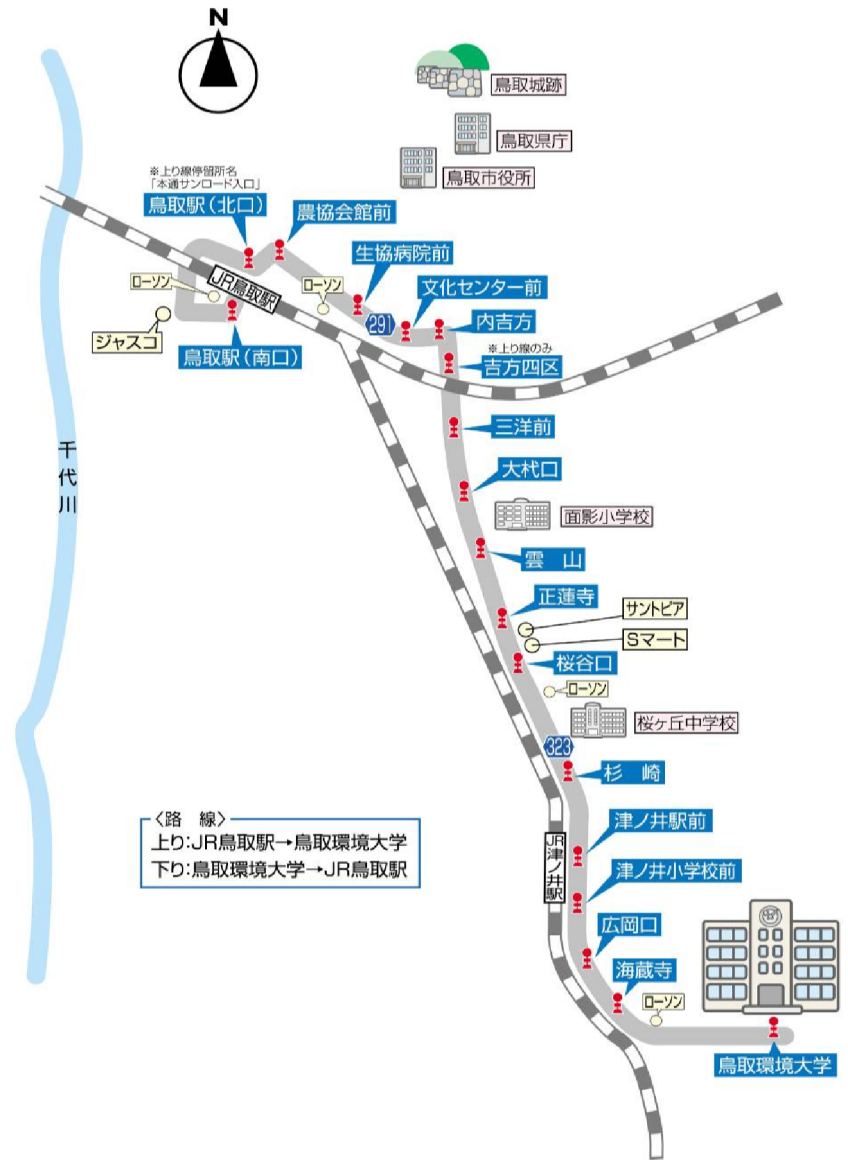 N
鳥取城跡
鳥取県庁
鳥取市役所
※上り線停留所名
「本通サンロード入口」
鳥取駅(北口)
農協会館前
生協病院前
ローソン
JR鳥取駅
ローソン
文化センター前
291
内吉方
ジャスコ
鳥取駅(南口)
※上り線のみ
吉方四区
三洋前
千代川
大杙口
面影小学校
雲 山
正蓮寺
サントピア
Sマート
桜谷口
ローソン
桜ヶ丘中学校
323
杉 崎
〈路 線〉
上り:JR鳥取駅→鳥取環境大学
下り:鳥取環境大学→JR鳥取駅
津ノ井駅前
JR津ノ井駅
津ノ井小学校前
広岡口
海蔵寺
ローソン
鳥取環境大学